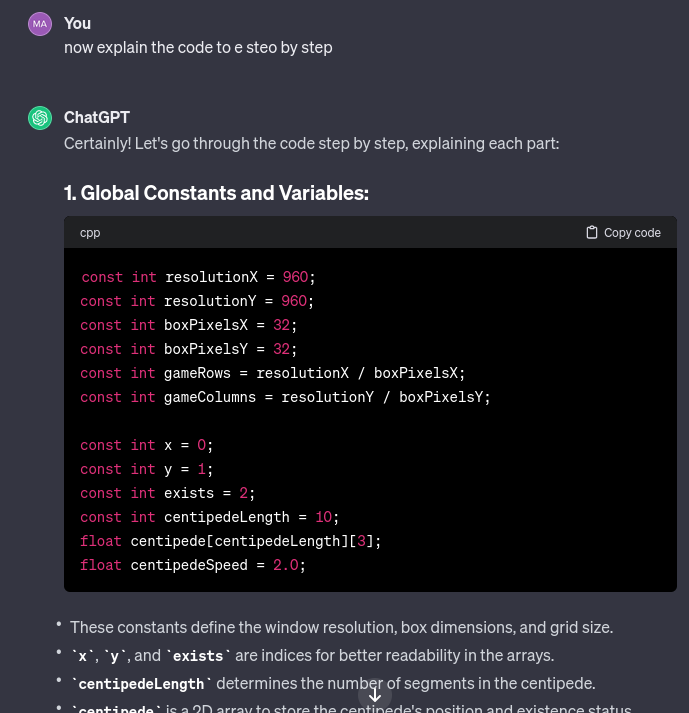 MA
You
now explain the code to e steo by step
ChatGPT
Certainly! Let's go through the code step by step, explaining each part:
1. Global Constants and Variables:
cpp
Copy code
const int resolutionX = 960;
const int resolutionY = 960;
const int boxPixelsX = 32;
const int boxPixelsY = 32;
const int gameRows = resolutionX / boxPixelsX;
const int gameColumns = resolutionY / boxPixelsY;
const int x = 0;
const int y = 1;
const int exists = 2;
const int centipedeLength = 10;
float centipede[centipedeLength][3];
float centipedeSpeed = 2.0;
• These constants define the window resolution, box dimensions, and grid size.
• `x`, `y`, and `exists` are indices for better readability in the arrays.
• `centipedeLength` determines the number of segments in the centipede.
• `centipede` is a 2D array to store the centipede's position and existence status.